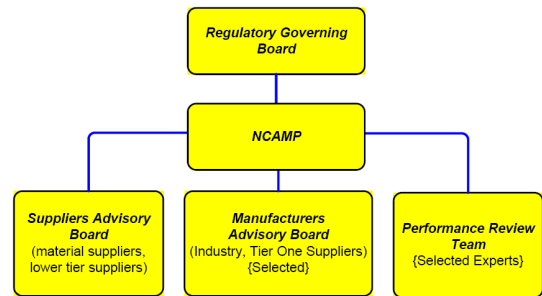 Regulatory Governing
Board
NCAMP
Suppliers Advisory
Board
(material suppliers,
lower tier suppliers)
Manufacturers
Advisory Board
(Industry, Tier One Suppliers)
{Selected}
Performance Review
Team
{Selected Experts}